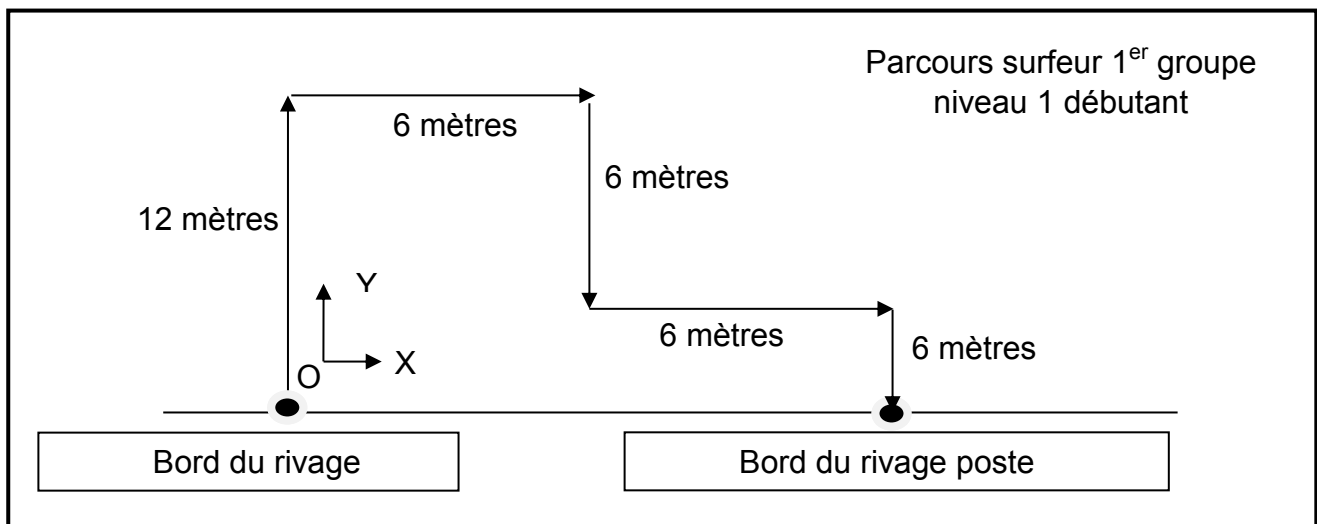 Parcours surfeur 1er groupe
niveau 1 débutant
6 mètres
6 mètres
12 mètres
Y
6 mètres
6 mètres
X
O
Bord du rivage
Bord du rivage poste